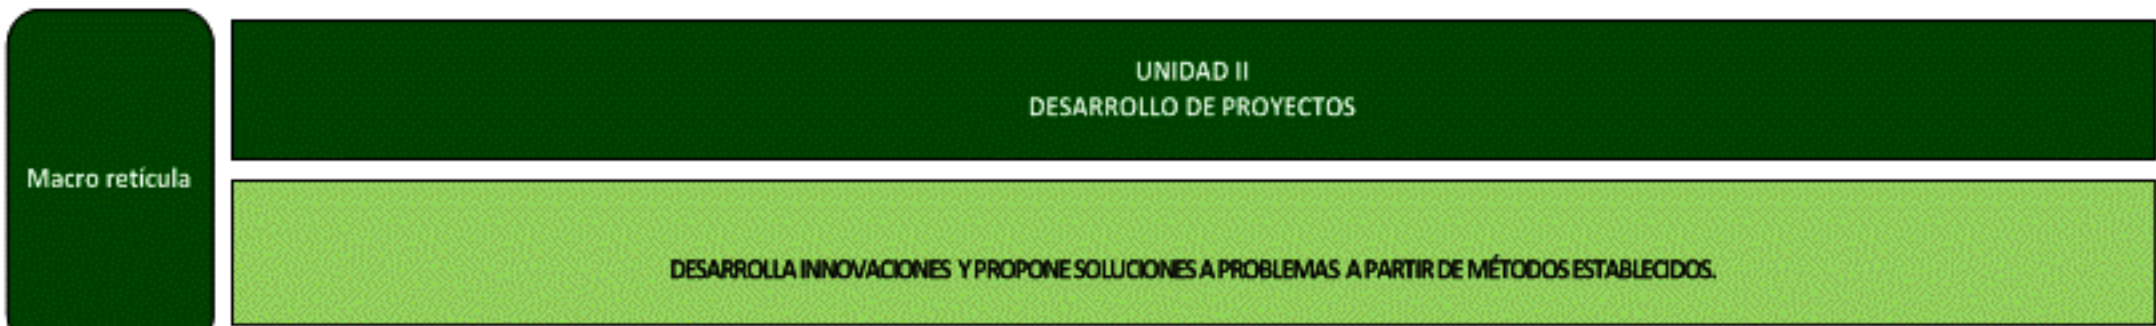 Macro retícula
UNIDAD II
DESARROLLO DE PROYECTOS
DESARROLLA INNOVACIONES Y PROPONE SOLUCIONES A PROBLEMAS A PARTIR DE MÉTODOS ESTABLECIDOS.